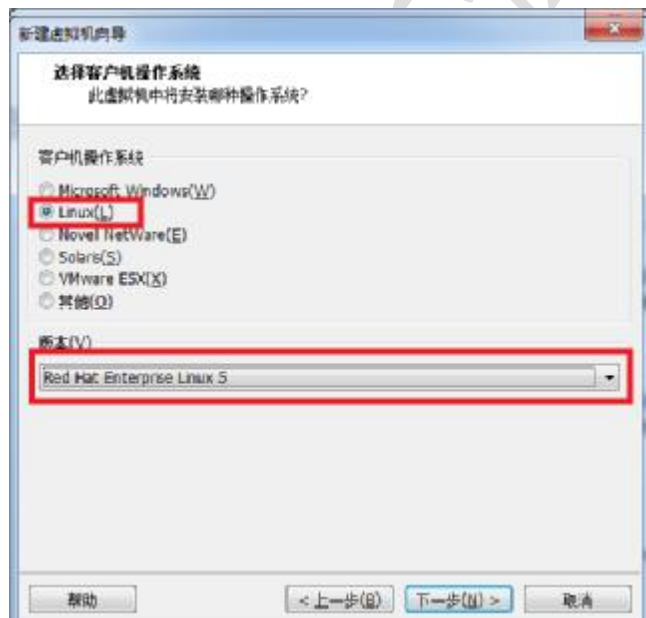 新建虚拟机向导
选择客户机操作系统
此虚拟机中将安装哪种操作系统?
客户机操作系统
Microsoft Windows(W)
Linux(L)
Novell NetWare(E)
Solaris(S)
VMware ESX(X)
其他(O)
版本(V)
Red Hat Enterprise Linux 5
帮助
< 上一步(B)
下一步(N) >
取消